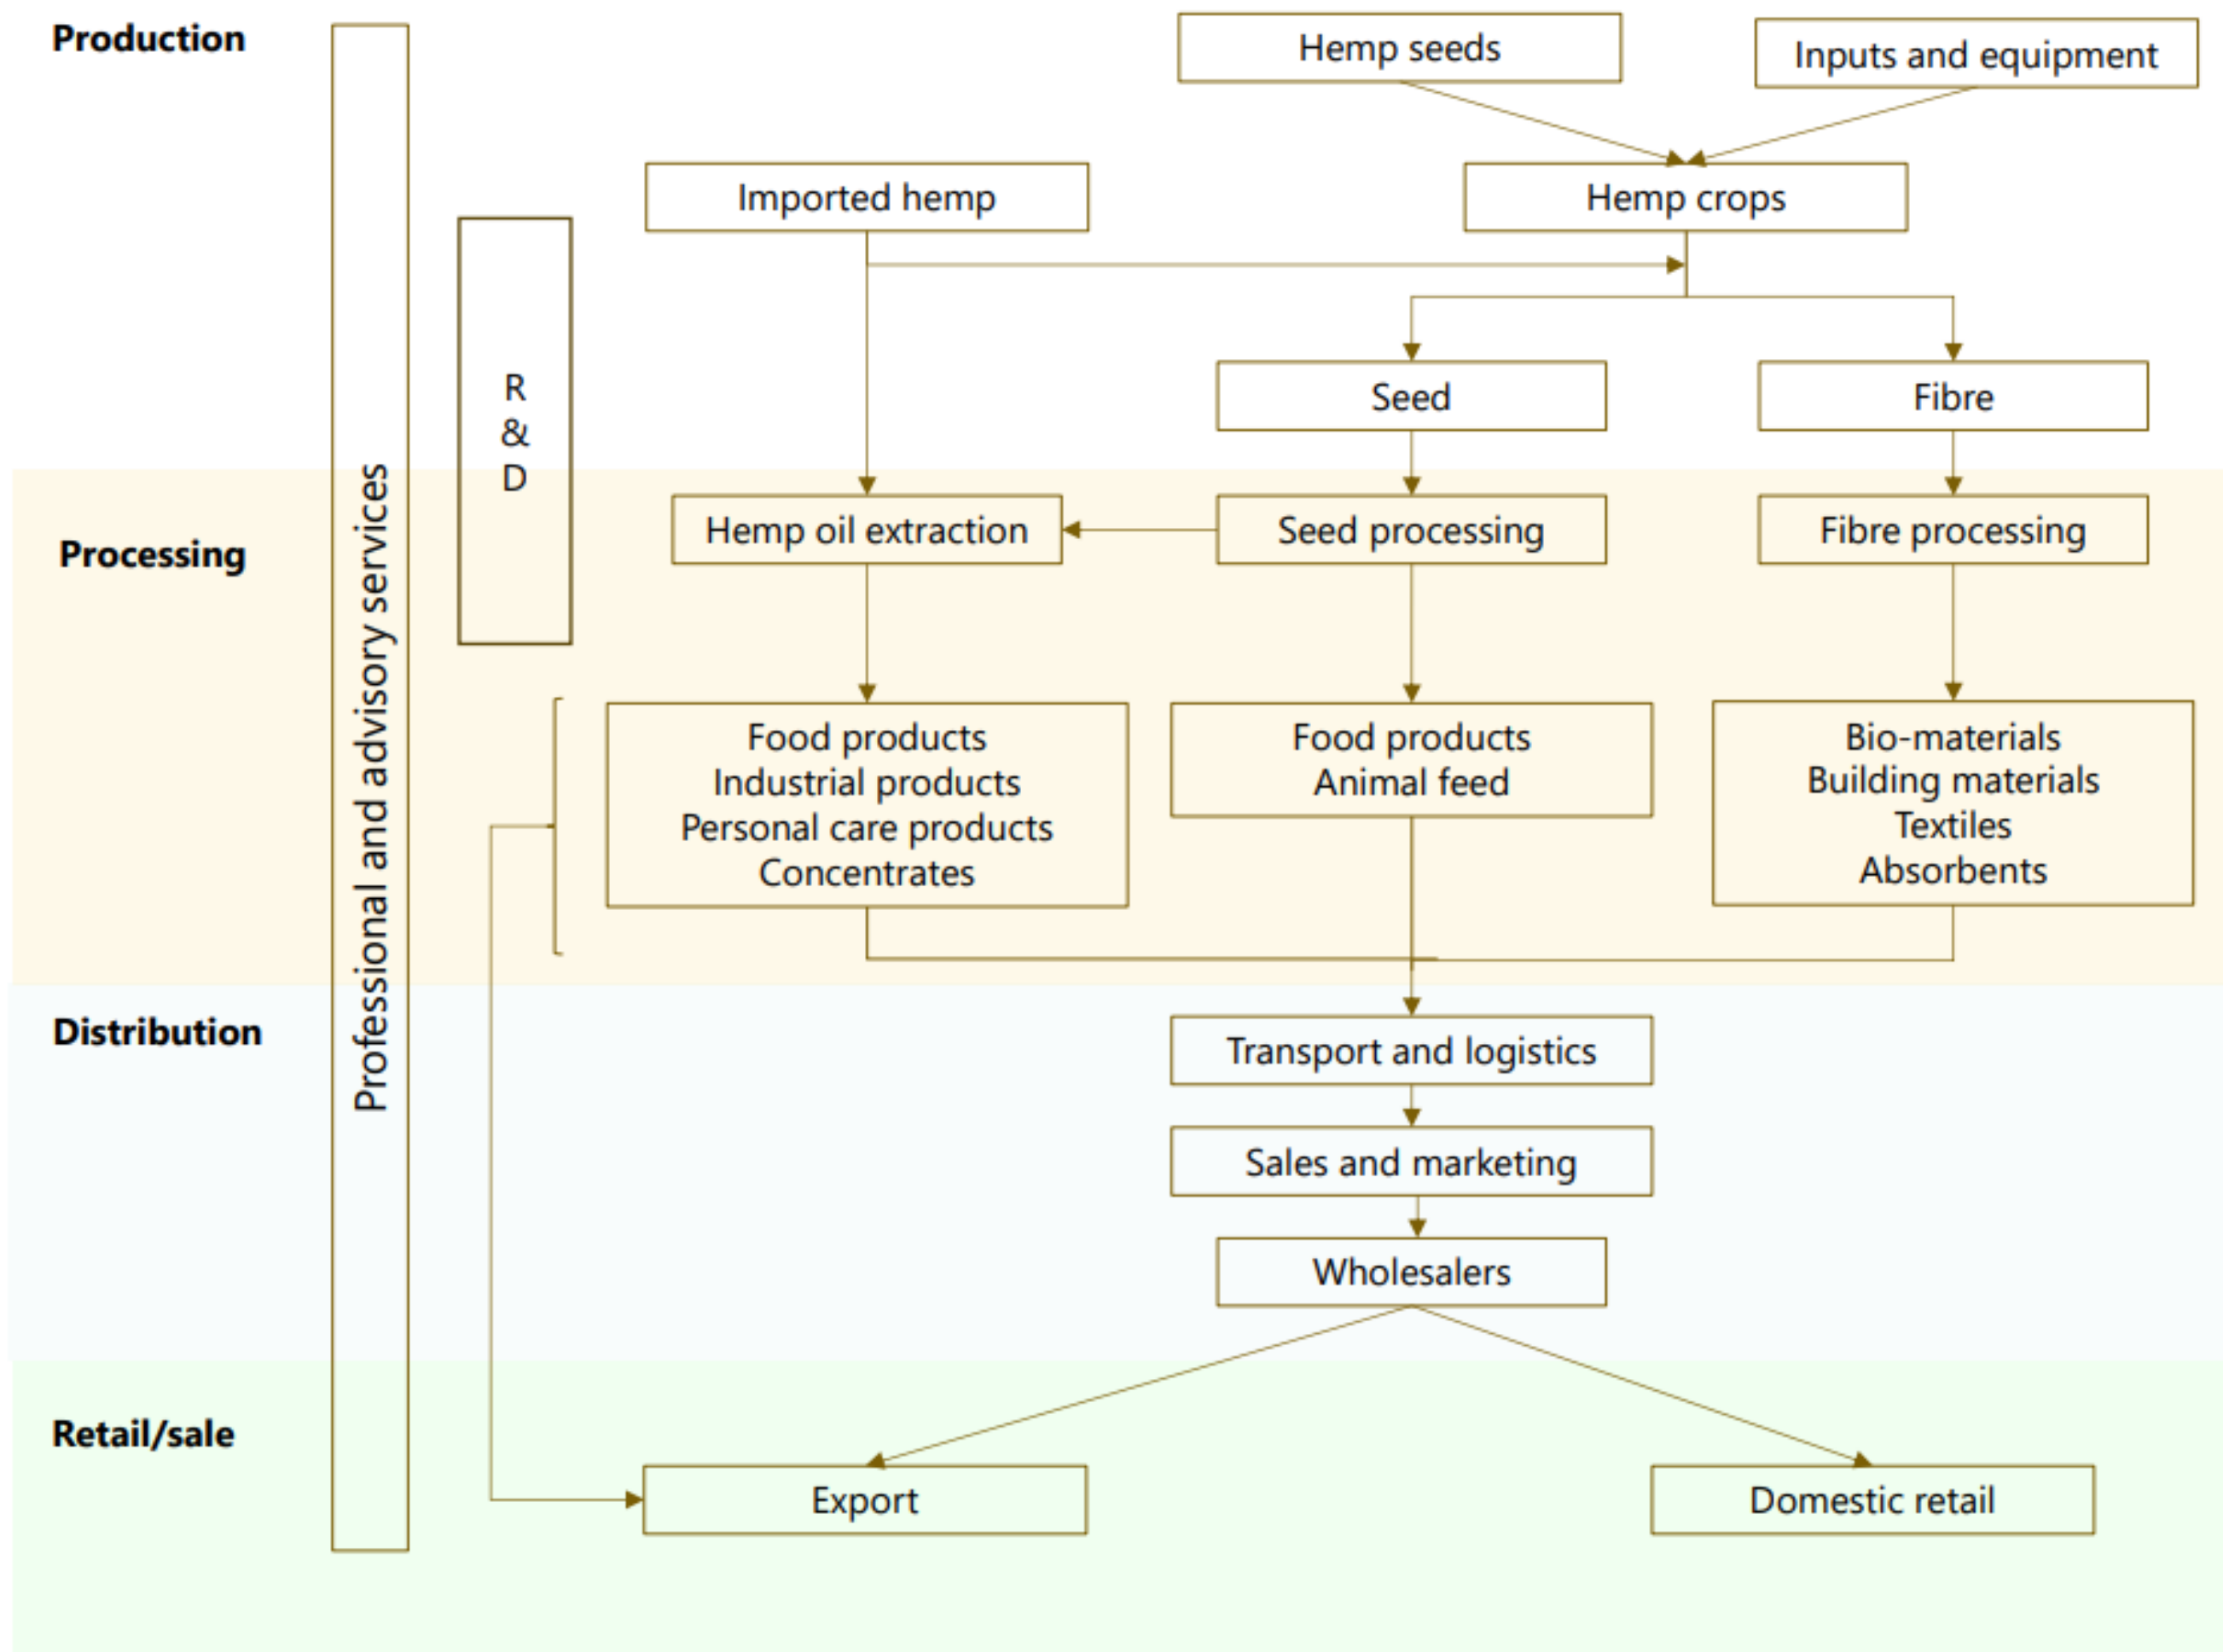 Production
Hemp seeds
Inputs and equipment
Imported hemp
Hemp crops
R
&
D
Seed
Fibre
Professional and advisory services
Processing
Hemp oil extraction
Seed processing
Fibre processing
Food products
Industrial products
Personal care products
Concentrates
Food products
Animal feed
Bio-materials
Building materials
Textiles
Absorbents
Distribution
Transport and logistics
Sales and marketing
Wholesalers
Retail/sale
Export
Domestic retail